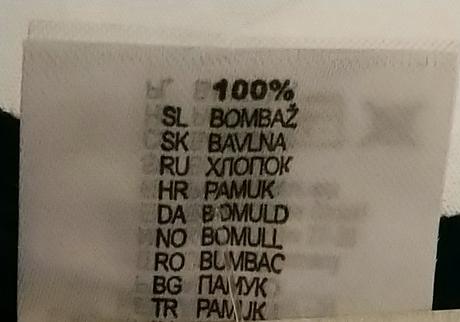 100%
SL BOMBAŽ
SK BAVLNA
RU ХЛОПОК
HR PAMUK
DA BOMULD
NO BOMULL
RO BUMBAC
BG ПАМУК
TR PAMUK